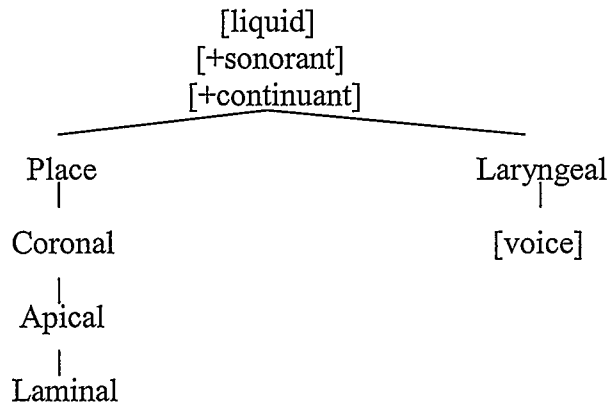 [liquid]
[+sonorant]
[+continuant]
Place Laryngeal
Coronal [voice]
Apical
Laminal